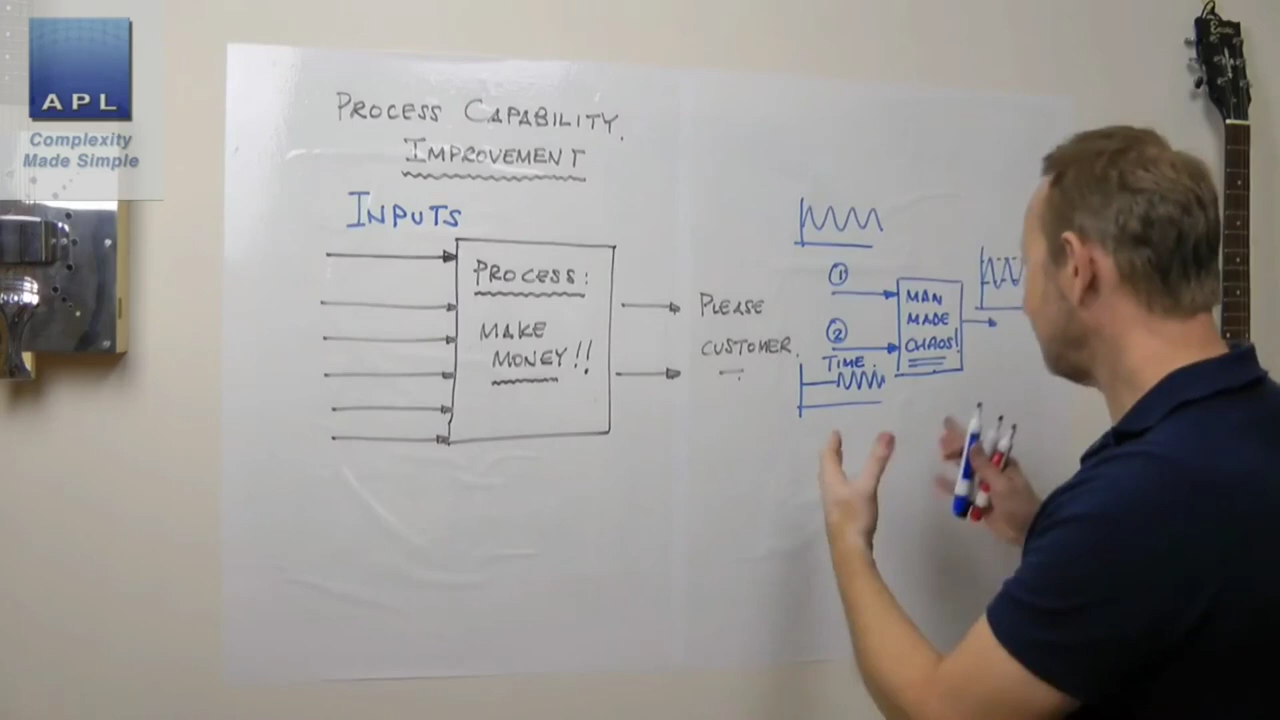 APL
Complexity
Made Simple
PROCESS CAPABILITY.
IMPROVEMENT
INPUTS
PROCESS:
MAKE
MONEY!!
PLEASE
CUSTOMER.
①
②
TIME.
MAN
MADE
CHAOS!